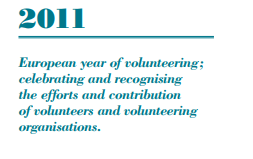 2011
European year of volunteering;
celebrating and recognising
the efforts and contribution
of volunteers and volunteering
organisations.